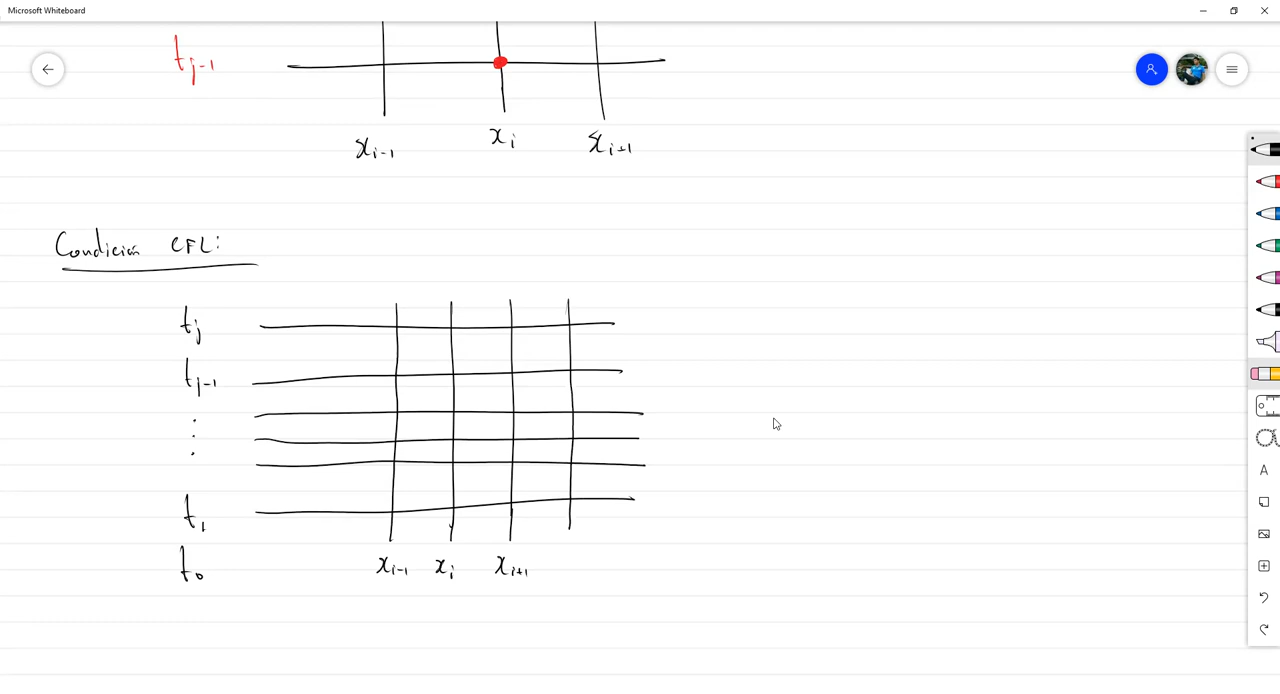 Microsoft Whiteboard
t_{j-1}
x_{i-1} x_i x_{i+1}
Condición CFL:
t_j
t_{j-1}
⋮
t_1
t_0 x_{i-1} x_i x_{i+1}
A